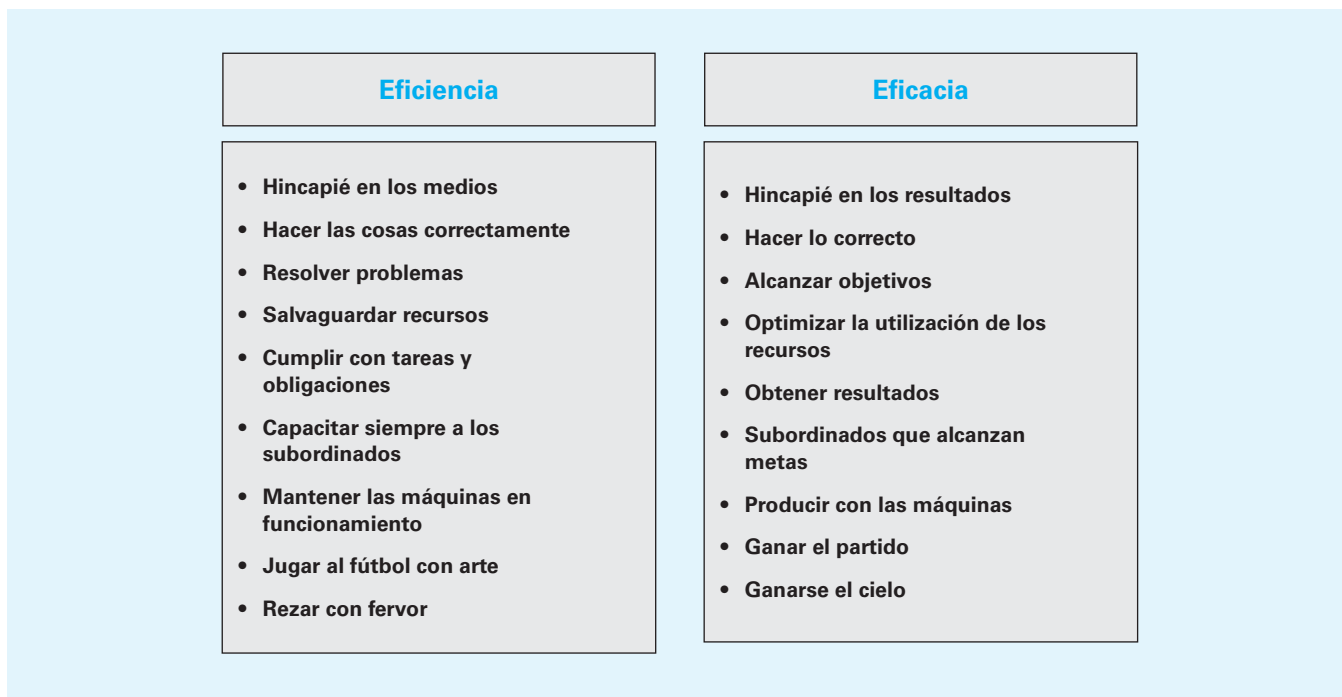 Eficiencia
• Hincapié en los medios
• Hacer las cosas correctamente
• Resolver problemas
• Salvaguardar recursos
• Cumplir con tareas y
obligaciones
• Capacitar siempre a los
subordinados
• Mantener las máquinas en
funcionamiento
• Jugar al fútbol con arte
• Rezar con fervor
Eficacia
• Hincapié en los resultados
• Hacer lo correcto
• Alcanzar objetivos
• Optimizar la utilización de los
recursos
• Obtener resultados
• Subordinados que alcanzan
metas
• Producir con las máquinas
• Ganar el partido
• Ganarse el cielo